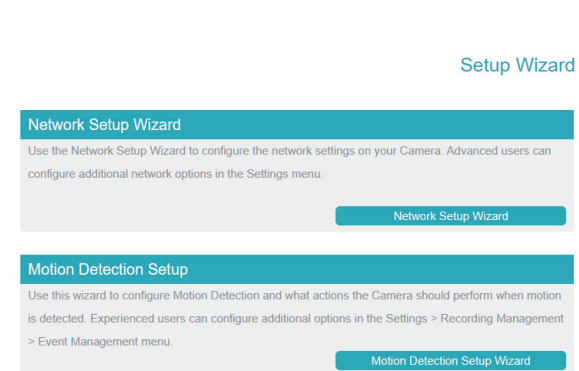 Setup Wizard
Network Setup Wizard
Use the Network Setup Wizard to configure the network settings on your Camera. Advanced users can
configure additional network options in the Settings menu.
Network Setup Wizard
Motion Detection Setup
Use this wizard to configure Motion Detection and what actions the Camera should perform when motion
is detected. Experienced users can configure additional options in the Settings > Recording Management
> Event Management menu.
Motion Detection Setup Wizard